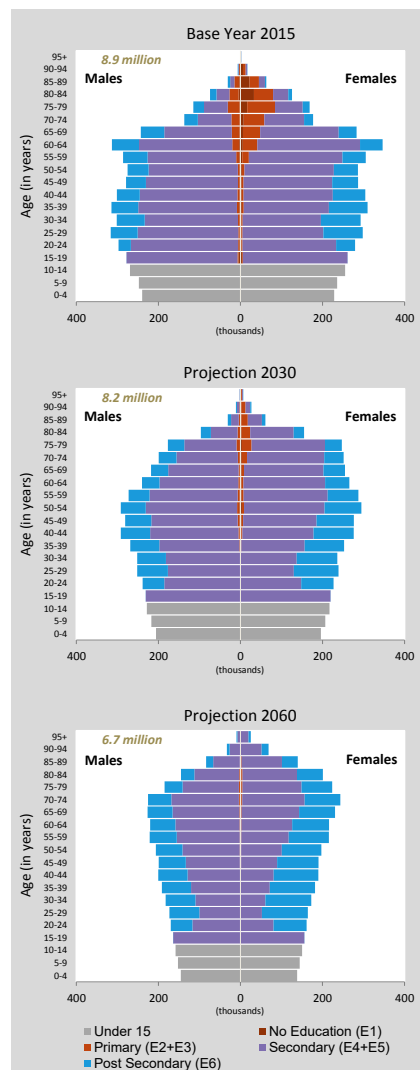 Base Year 2015
8.9 million
Males
Females
Age (in years)
95+
90-94
85-89
80-84
75-79
70-74
65-69
60-64
55-59
50-54
45-49
40-44
35-39
30-34
25-29
20-24
15-19
10-14
5-9
0-4
400 200 0 200 400
(thousands)
Projection 2030
8.2 million
Males
Females
Age (in years)
95+
90-94
85-89
80-84
75-79
70-74
65-69
60-64
55-59
50-54
45-49
40-44
35-39
30-34
25-29
20-24
15-19
10-14
5-9
0-4
400 200 0 200 400
(thousands)
Projection 2060
6.7 million
Males
Females
Age (in years)
95+
90-94
85-89
80-84
75-79
70-74
65-69
60-64
55-59
50-54
45-49
40-44
35-39
30-34
25-29
20-24
15-19
10-14
5-9
0-4
400 200 0 200 400
(thousands)
Under 15 No Education (E1)
Primary (E2+E3) Secondary (E4+E5)
Post Secondary (E6)